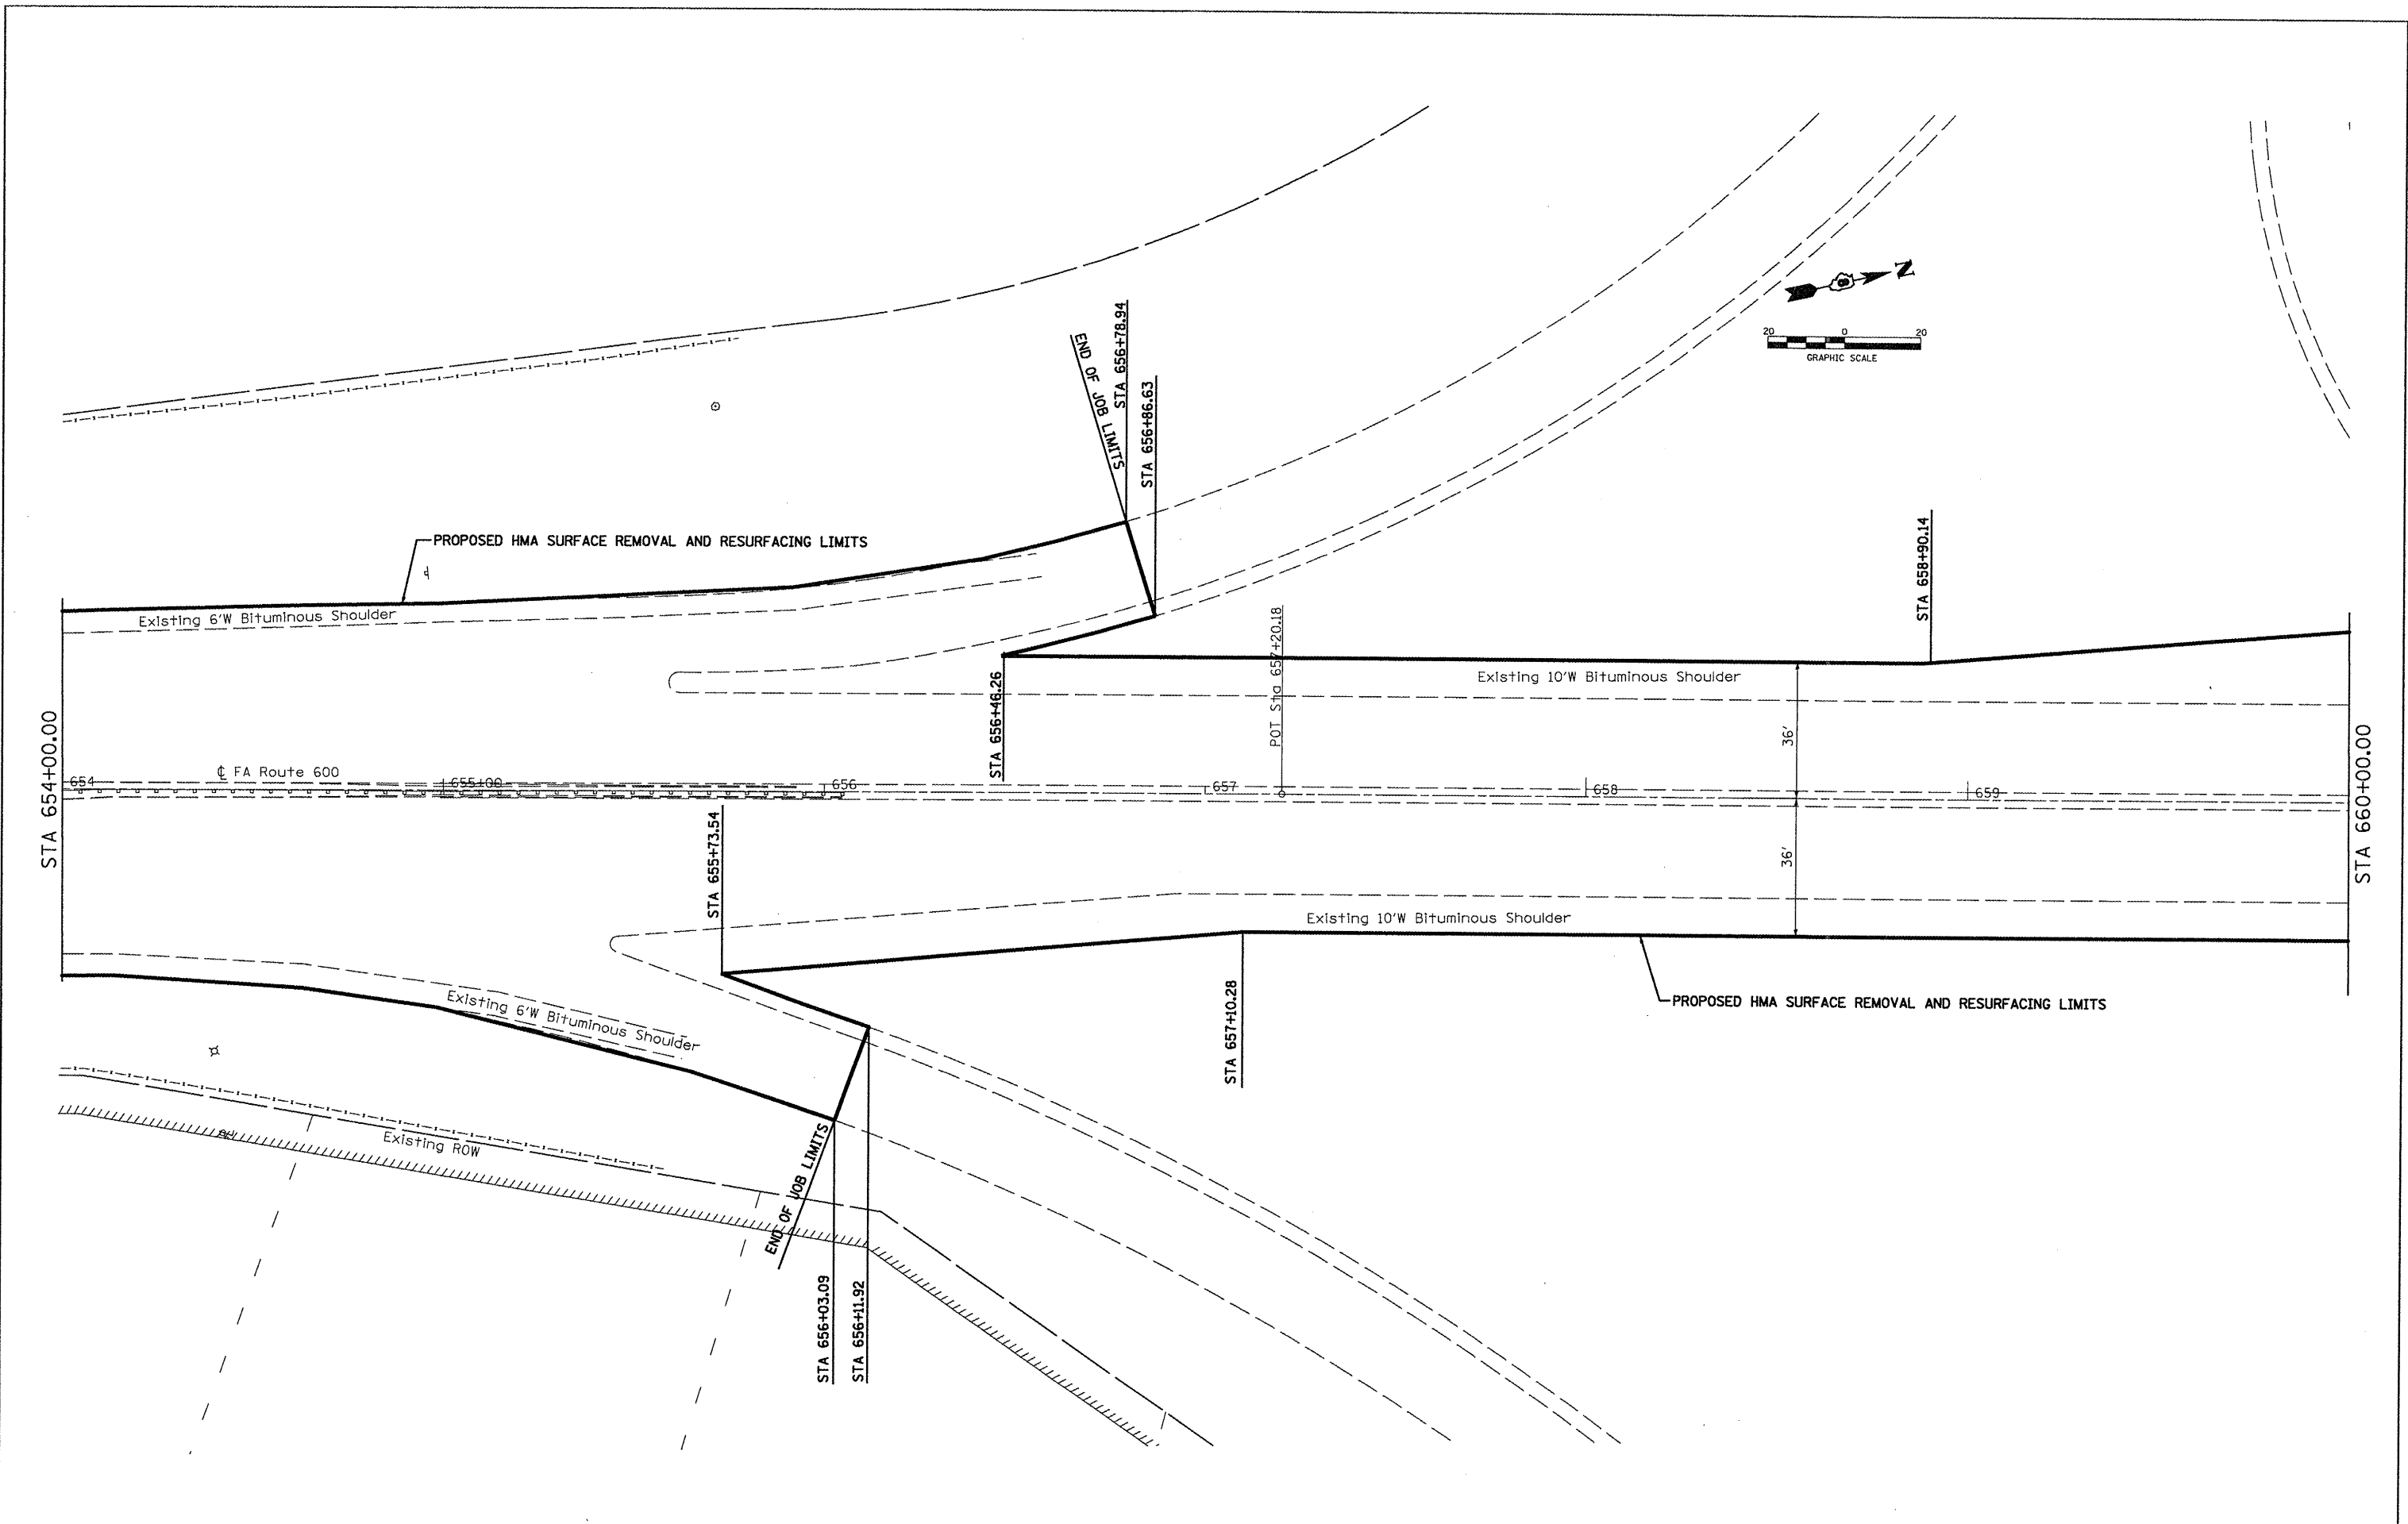 END OF JOB LIMITS
STA 656+78.94
STA 656+86.63
N
20 0 20
GRAPHIC SCALE
PROPOSED HMA SURFACE REMOVAL AND RESURFACING LIMITS
STA 658+90.14
Existing 6'W Bituminous Shoulder
POT Sta 657+20.18
Existing 10'W Bituminous Shoulder
STA 656+46.26
36'
STA 654+00.00
℄ FA Route 600
654
655+00
656
657
658
659
STA 660+00.00
STA 655+73.54
36'
Existing 10'W Bituminous Shoulder
Existing 6'W Bituminous Shoulder
STA 657+10.28
PROPOSED HMA SURFACE REMOVAL AND RESURFACING LIMITS
Existing ROW
END OF JOB LIMITS
STA 656+03.09
STA 656+11.92